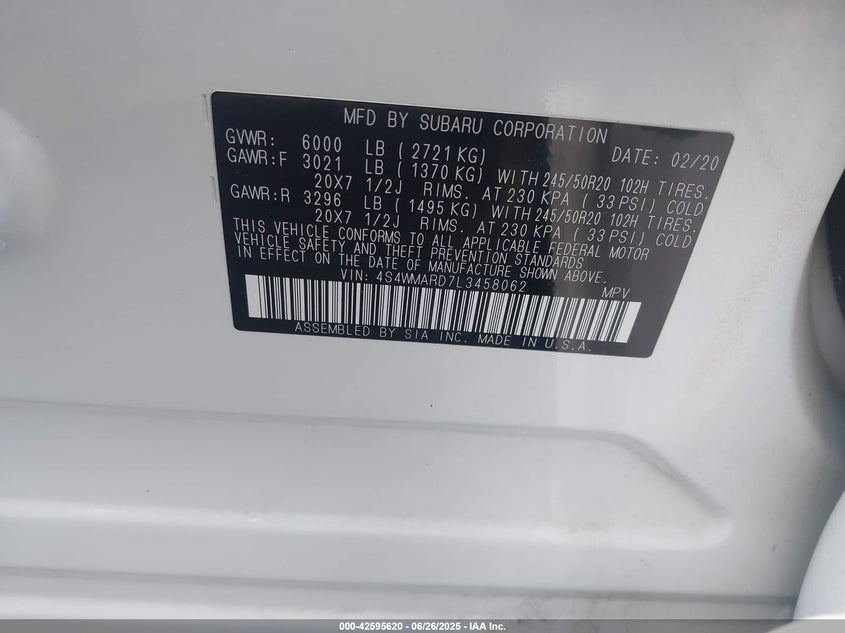 MFD BY SUBARU CORPORATION
GVWR: 6000 LB ( 2721 KG) DATE: 02/20
GAWR:F 3021 LB ( 1370 KG) WITH 245/50R20 102H TIRES.
20X7 1/2J RIMS. AT 230 KPA ( 33 PSI) COLD
GAWR:R 3296 LB ( 1495 KG) WITH 245/50R20 102H TIRES.
20X7 1/2J RIMS. AT 230 KPA ( 33 PSI) COLD
THIS VEHICLE CONFORMS TO ALL APPLICABLE FEDERAL MOTOR
VEHICLE SAFETY AND THEFT PREVENTION STANDARDS
IN EFFECT ON THE DATE OF MANUFACTURE SHOWN ABOVE.
VIN: 4S4WMARD7L3458062 MPV
ASSEMBLED BY SIA INC. MADE IN U.S.A.
000-42595620 - 06/26/2025 - IAA Inc.